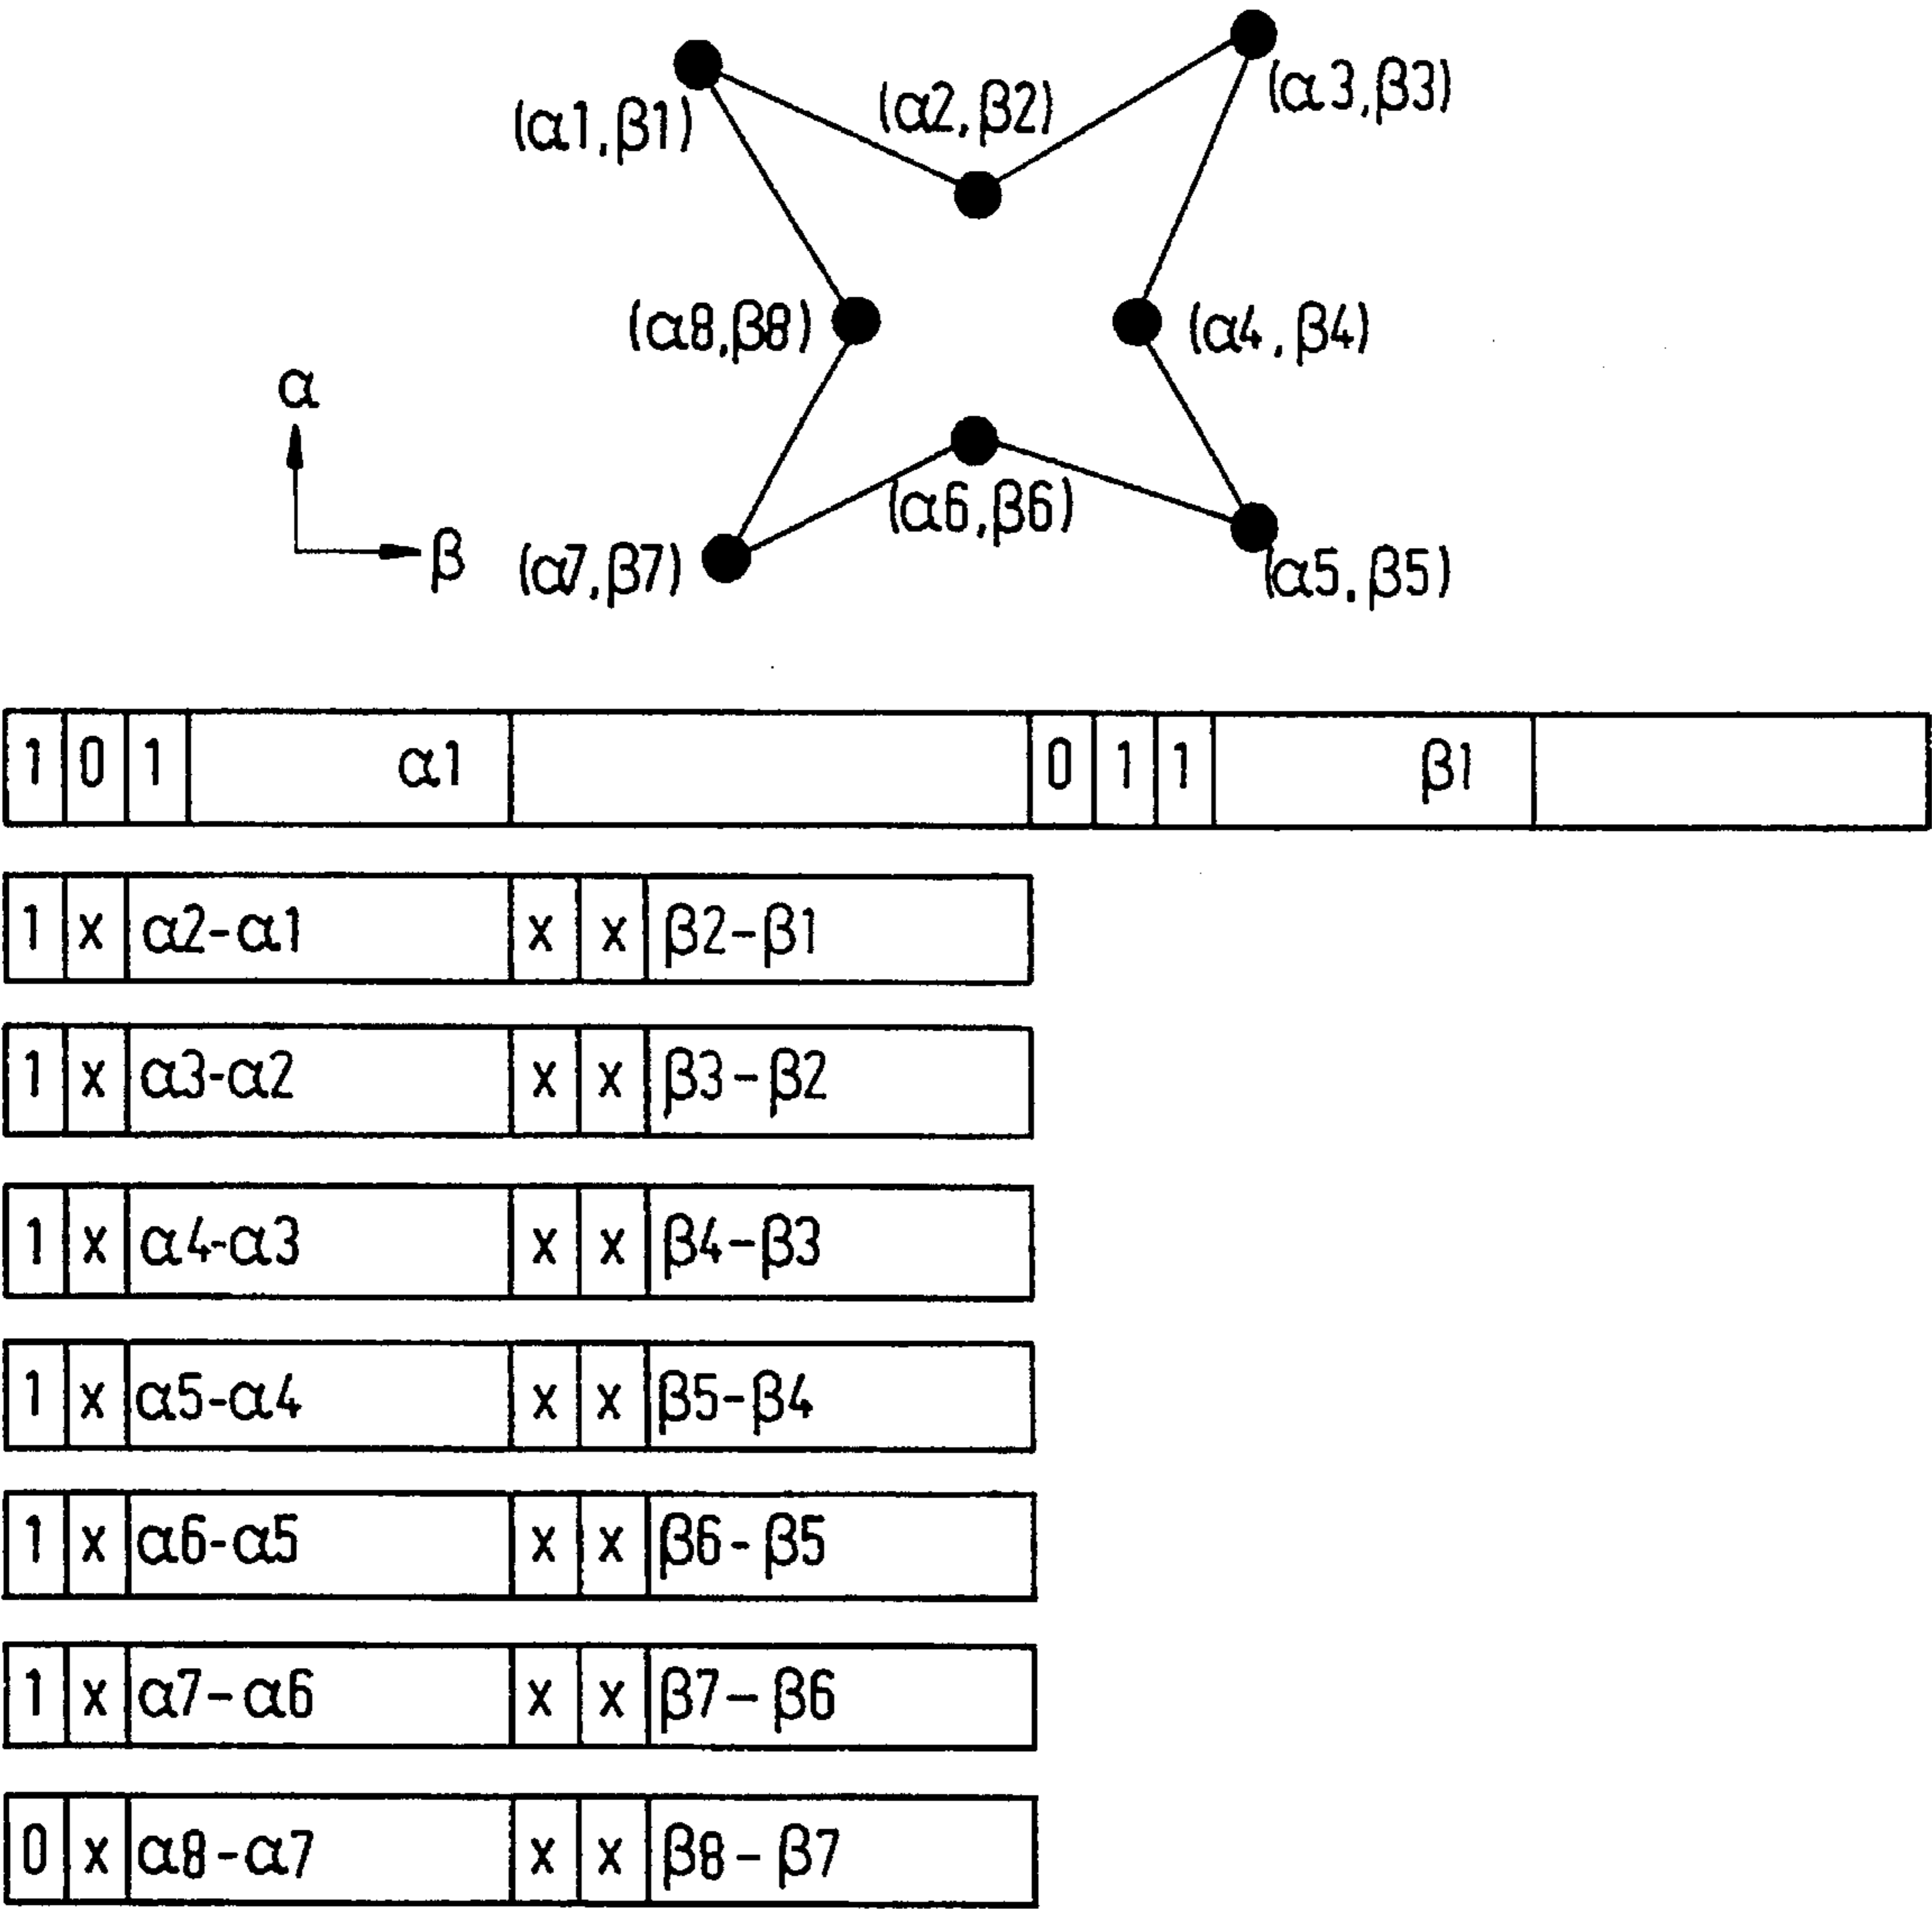 (α1,β1)
(α2,β2)
(α3,β3)
(α8,β8)
(α4,β4)
α
β
(α7,β7)
(α6,β6)
(α5,β5)
1 0 1 α1 0 1 1 β1
1 x α2-α1 x x β2-β1
1 x α3-α2 x x β3-β2
1 x α4-α3 x x β4-β3
1 x α5-α4 x x β5-β4
1 x α6-α5 x x β6-β5
1 x α7-α6 x x β7-β6
0 x α8-α7 x x β8-β7